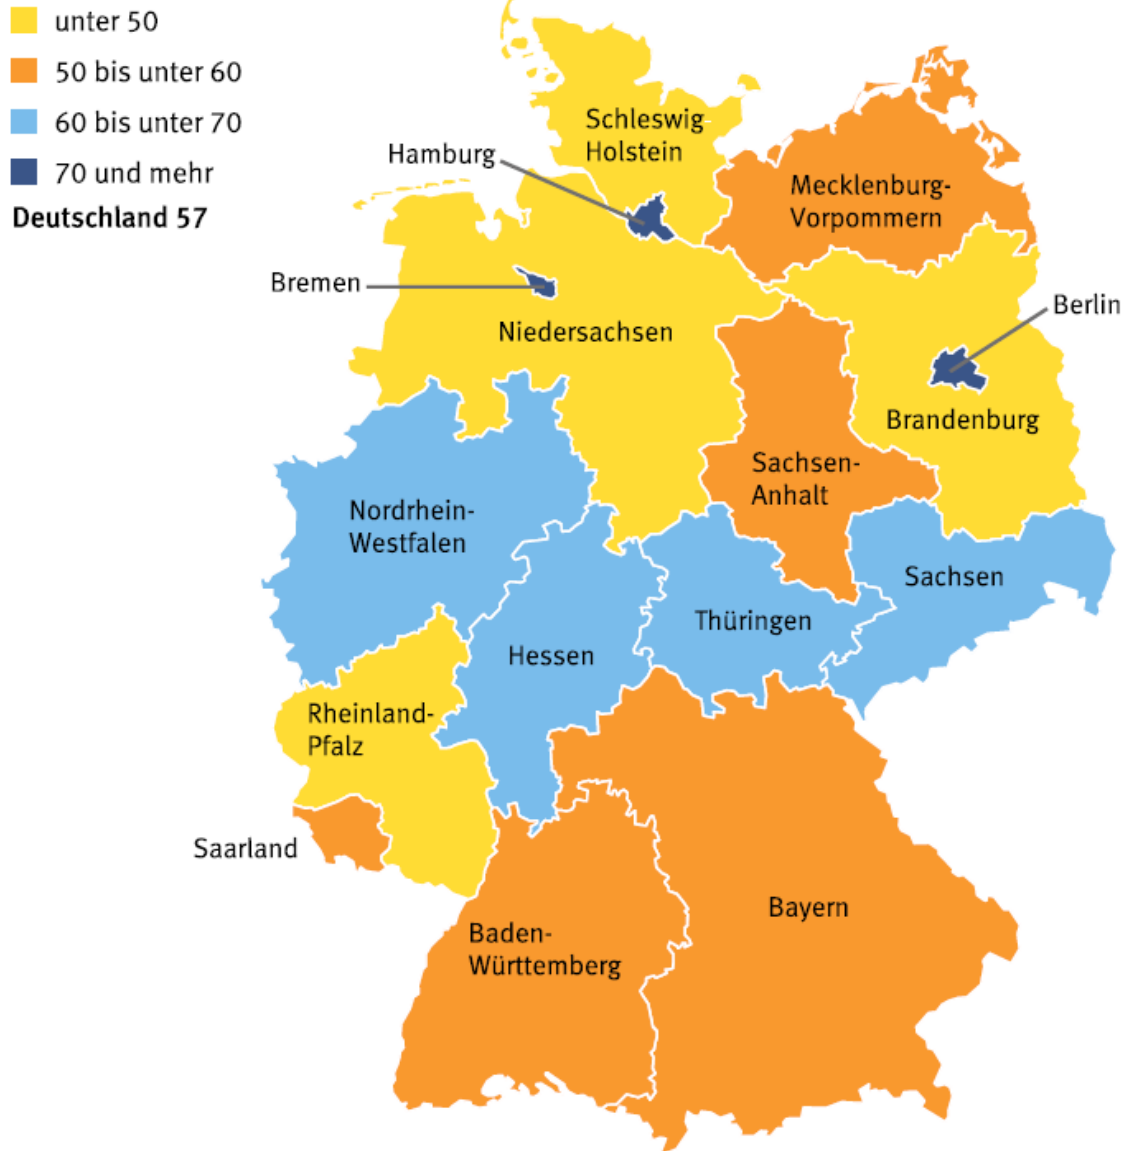 unter 50
50 bis unter 60
60 bis unter 70
70 und mehr
Deutschland 57
Schleswig-
Holstein
Hamburg
Mecklenburg-
Vorpommern
Bremen
Berlin
Niedersachsen
Brandenburg
Sachsen-
Anhalt
Nordrhein-
Westfalen
Sachsen
Thüringen
Hessen
Rheinland-
Pfalz
Saarland
Bayern
Baden-
Württemberg